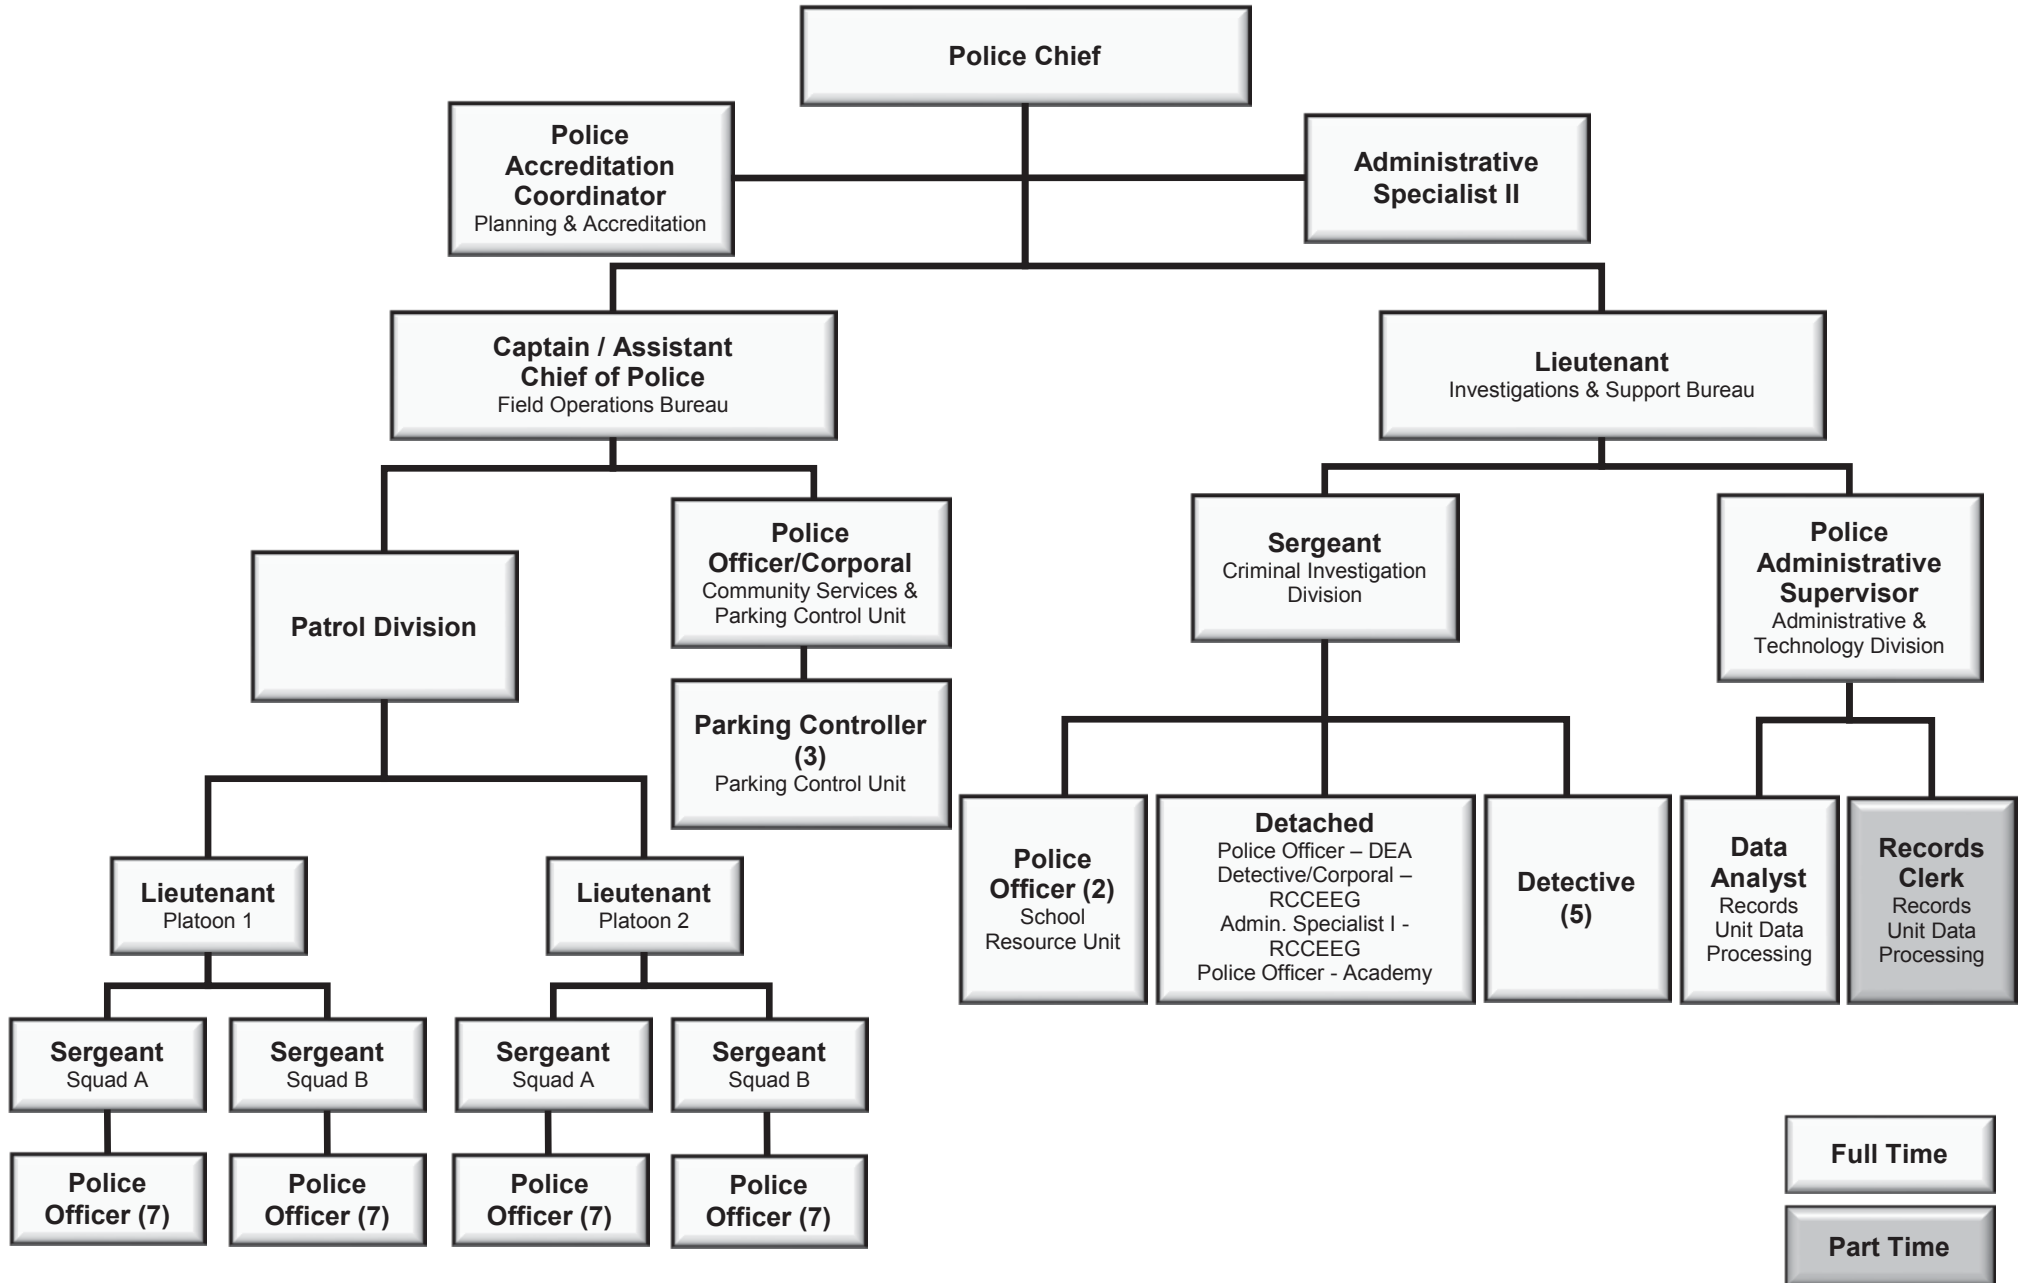 Police Chief
Police
Accreditation
Coordinator
Planning & Accreditation
Administrative
Specialist II
Captain / Assistant
Chief of Police
Field Operations Bureau
Lieutenant
Investigations & Support Bureau
Patrol Division
Police
Officer/Corporal
Community Services &
Parking Control Unit
Parking Controller
(3)
Parking Control Unit
Sergeant
Criminal Investigation
Division
Police
Administrative
Supervisor
Administrative &
Technology Division
Lieutenant
Platoon 1
Lieutenant
Platoon 2
Police
Officer (2)
School
Resource Unit
Detached
Police Officer – DEA
Detective/Corporal –
RCCEEG
Admin. Specialist I -
RCCEEG
Police Officer - Academy
Detective
(5)
Data
Analyst
Records
Unit Data
Processing
Records
Clerk
Records
Unit Data
Processing
Sergeant
Squad A
Sergeant
Squad B
Sergeant
Squad A
Sergeant
Squad B
Police
Officer (7)
Police
Officer (7)
Police
Officer (7)
Police
Officer (7)
Full Time
Part Time